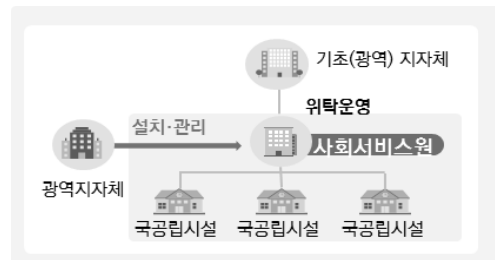 기초(광역) 지자체
위탁운영
설치·관리
사회서비스원
광역지자체
국공립시설 국공립시설 국공립시설